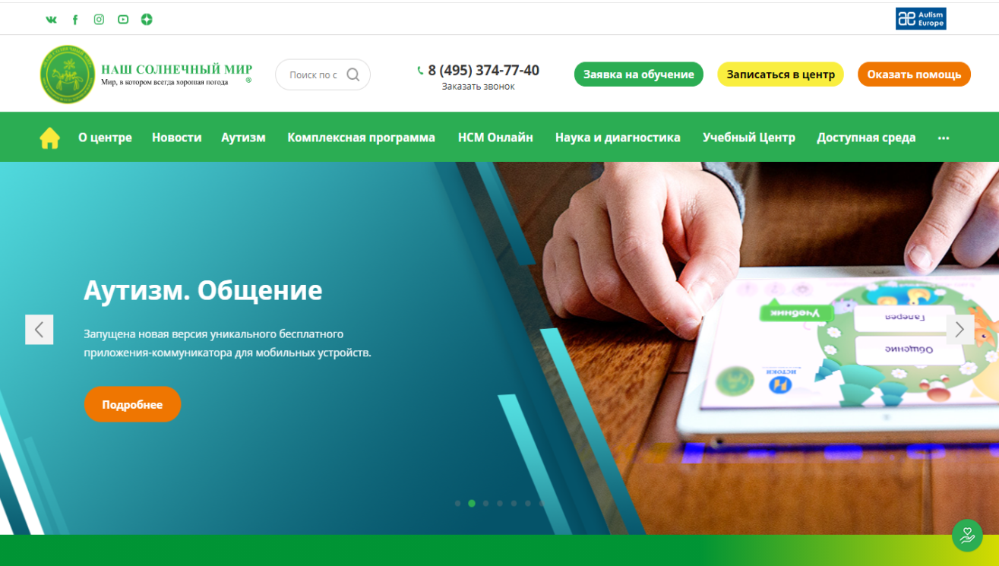 Autism
Europe
НАШ СОЛНЕЧНЫЙ МИР
Мир, в котором всегда хорошая погода ®
Поиск по с
8 (495) 374-77-40
Заказать звонок
Заявка на обучение
Записаться в центр
Оказать помощь
О центре
Новости
Аутизм
Комплексная программа
НСМ Онлайн
Наука и диагностика
Учебный Центр
Доступная среда
Аутизм. Общение
Запущена новая версия уникального бесплатного
приложения-коммуникатора для мобильных устройств.
Подробнее
Учебник
Галерея
Общение
ИСТОКИ